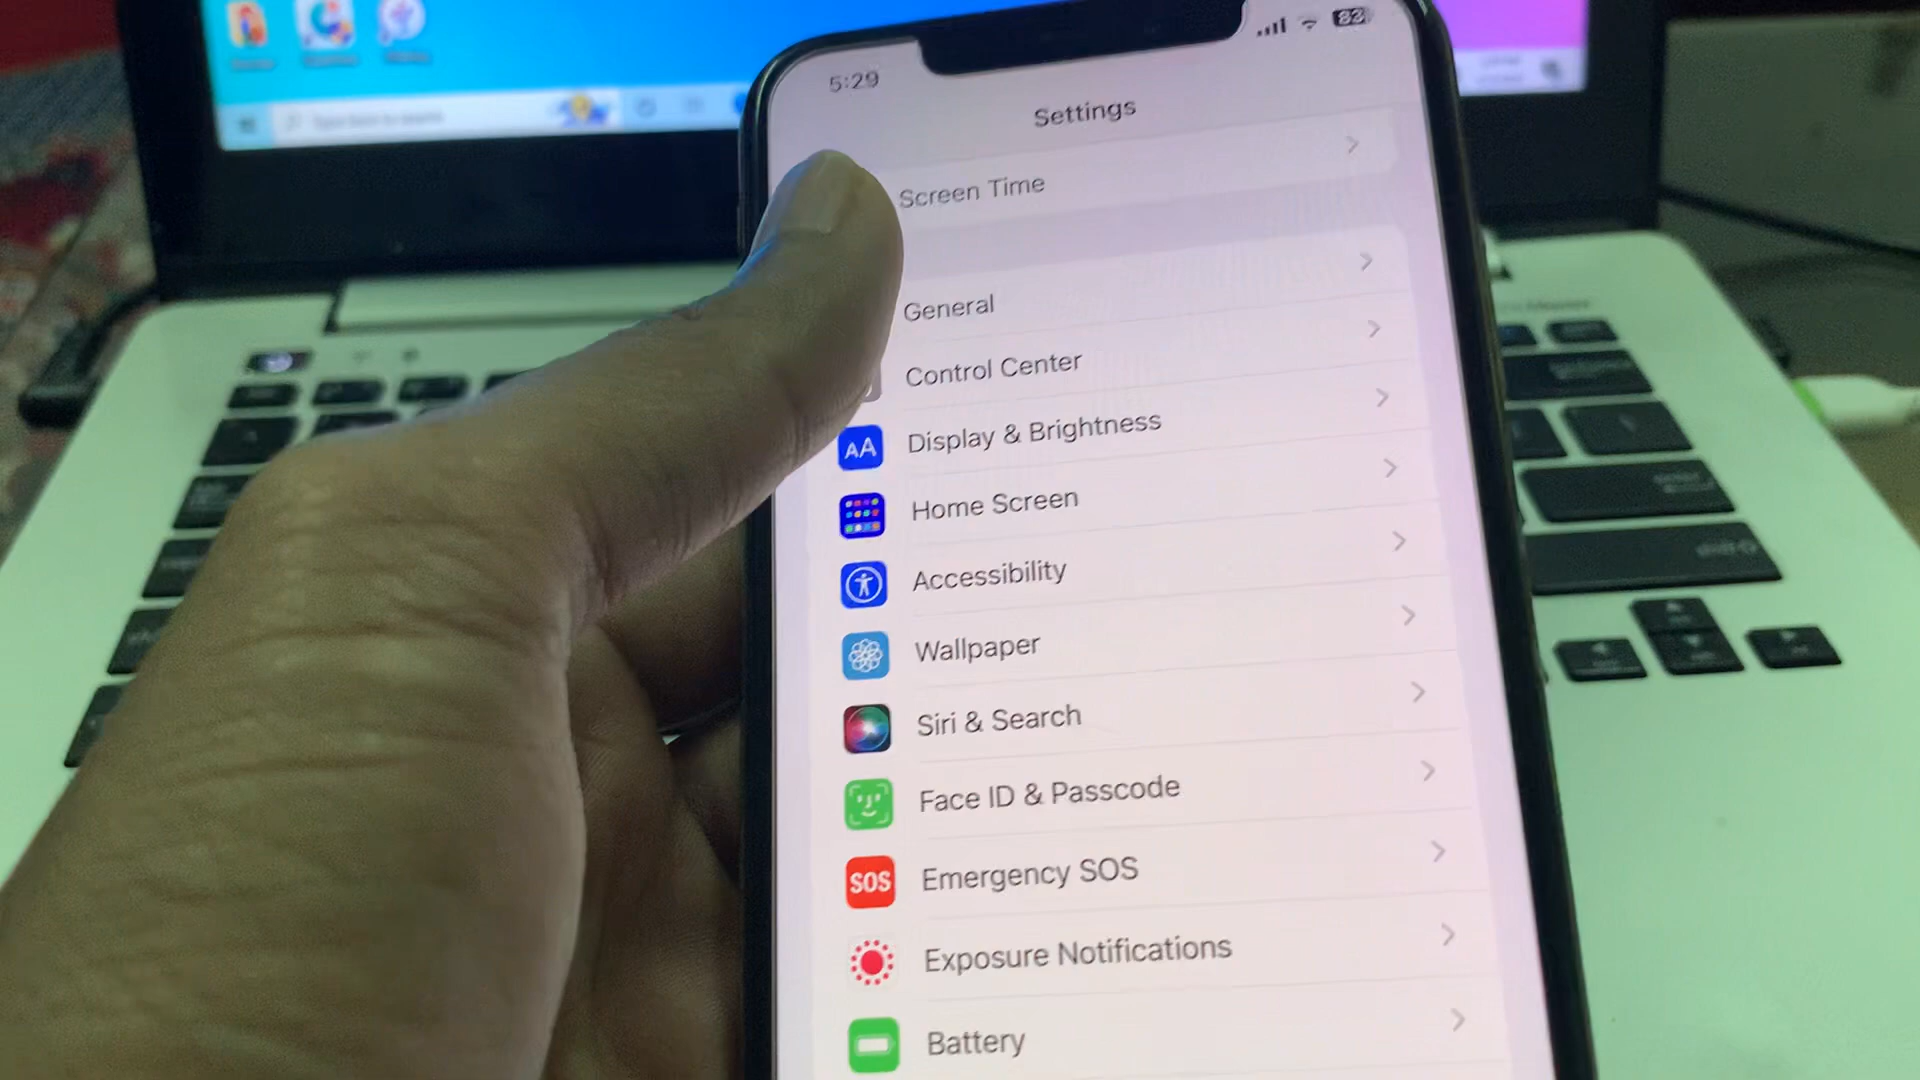 5:29
82
Settings
Screen Time
General
Control Center
AA
Display & Brightness
Home Screen
Accessibility
Wallpaper
Siri & Search
Face ID & Passcode
SOS
Emergency SOS
Exposure Notifications
Battery